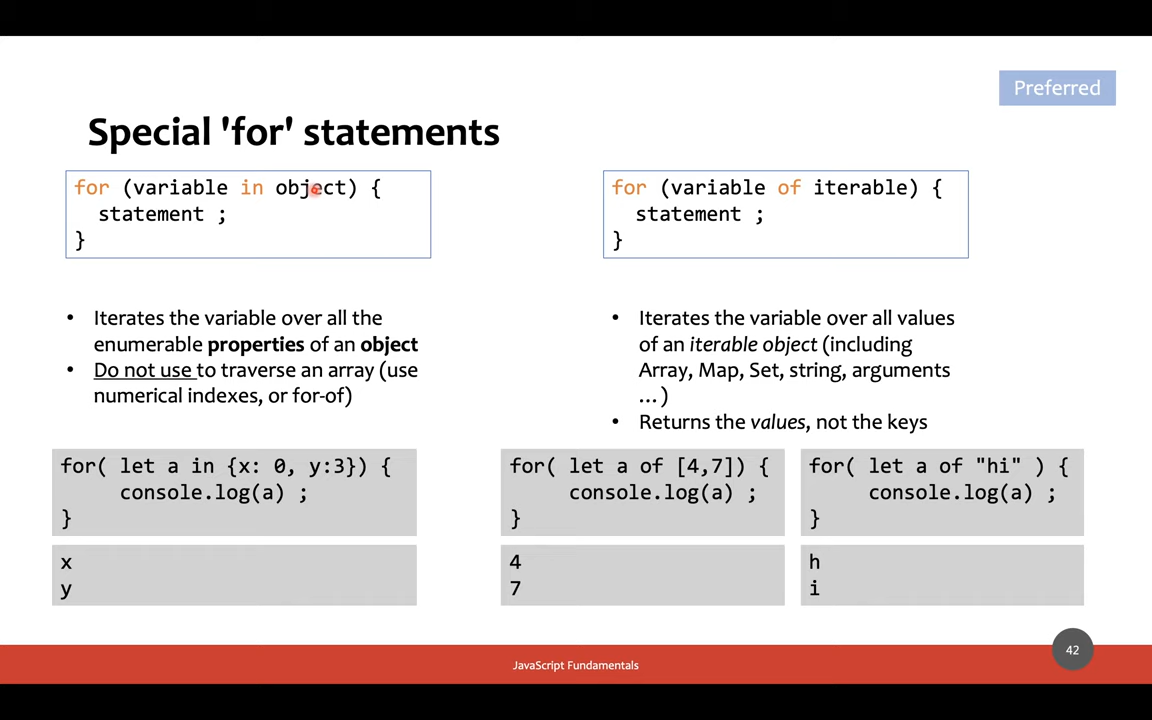 Preferred
Special 'for' statements
for (variable in object) {
  statement ;
}
for (variable of iterable) {
  statement ;
}
• Iterates the variable over all the
enumerable properties of an object
• Do not use to traverse an array (use
numerical indexes, or for-of)
• Iterates the variable over all values
of an iterable object (including
Array, Map, Set, string, arguments
…)
• Returns the values, not the keys
for( let a in {x: 0, y:3}) {
     console.log(a) ;
}
x
y
for( let a of [4,7]) {
     console.log(a) ;
}
4
7
for( let a of "hi" ) {
     console.log(a) ;
}
h
i
JavaScript Fundamentals
42